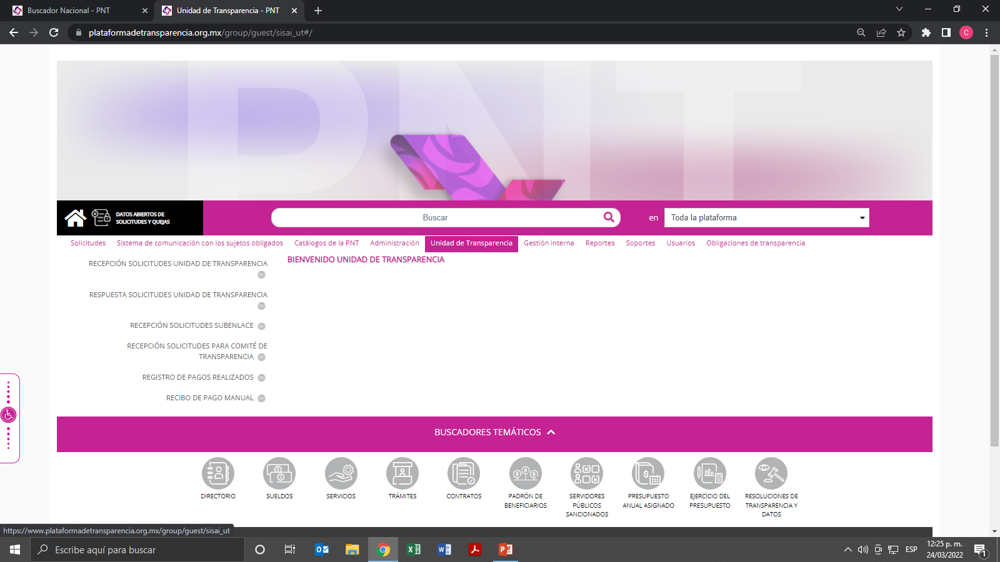 Buscador Nacional - PNT
Unidad de Transparencia - PNT
plataformadetransparencia.org.mx/group/guest/sisai_ut#/
C
PNT
DATOS ABIERTOS DE
SOLICITUDES Y QUEJAS
Buscar
en
Toda la plataforma
Solicitudes
Sistema de comunicación con los sujetos obligados
Catálogos de la PNT
Administración
Unidad de Transparencia
Gestión interna
Reportes
Soportes
Usuarios
Obligaciones de transparencia
RECEPCIÓN SOLICITUDES UNIDAD DE TRANSPARENCIA
RESPUESTA SOLICITUDES UNIDAD DE TRANSPARENCIA
RECEPCIÓN SOLICITUDES SUBENLACE
RECEPCIÓN SOLICITUDES PARA COMITÉ DE
TRANSPARENCIA
REGISTRO DE PAGOS REALIZADOS
RECIBO DE PAGO MANUAL
BIENVENIDO UNIDAD DE TRANSPARENCIA
BUSCADORES TEMÁTICOS
DIRECTORIO
SUELDOS
SERVICIOS
TRÁMITES
CONTRATOS
PADRÓN DE
BENEFICIARIOS
SERVIDORES
PÚBLICOS
SANCIONADOS
PRESUPUESTO
ANUAL ASIGNADO
EJERCICIO DEL
PRESUPUESTO
RESOLUCIONES DE
TRANSPARENCIA Y
DATOS
https://www.plataformadetransparencia.org.mx/group/guest/sisai_ut
Escribe aquí para buscar
ESP
12:25 p. m.
24/03/2022
1